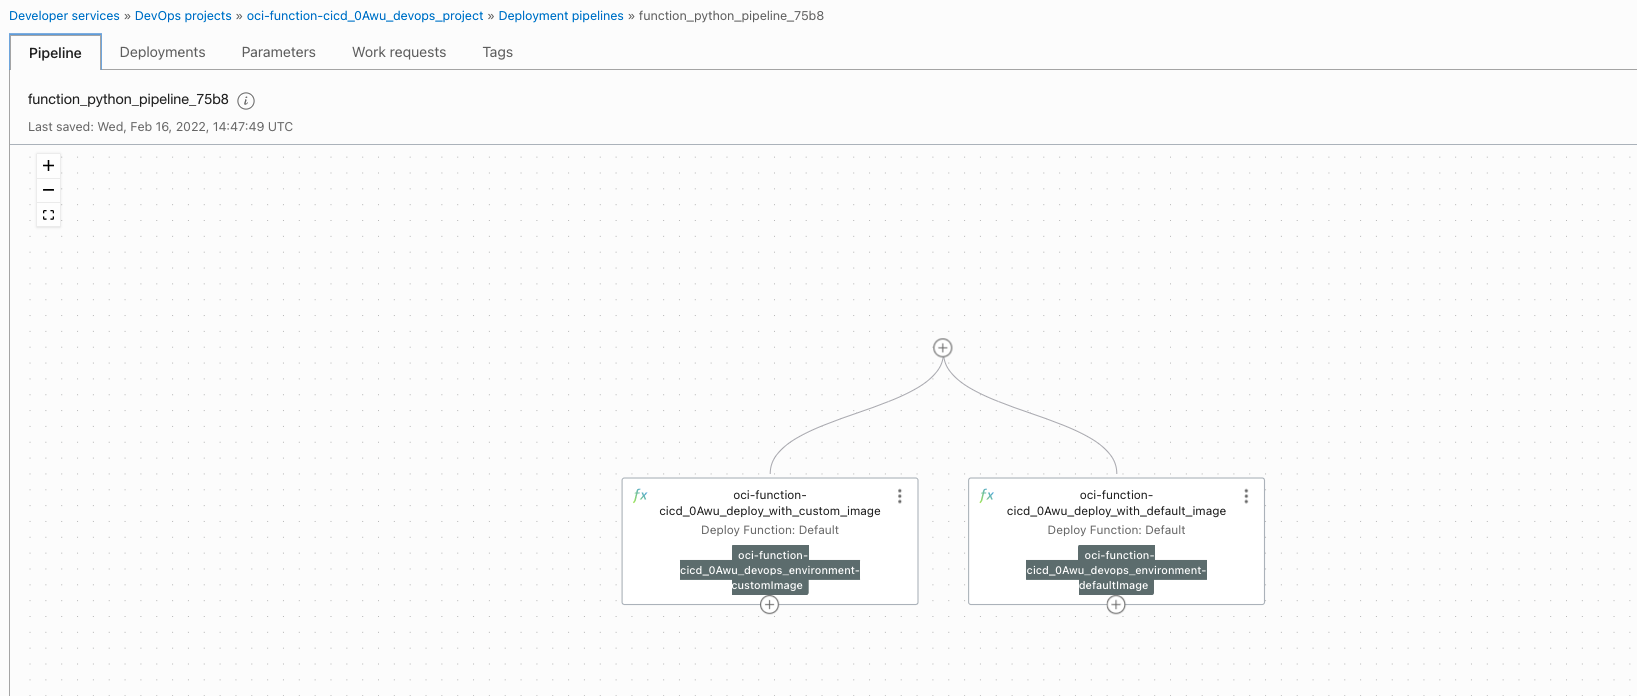 Developer services » DevOps projects » oci-function-cicd_0Awu_devops_project » Deployment pipelines » function_python_pipeline_75b8
Pipeline Deployments Parameters Work requests Tags
function_python_pipeline_75b8
Last saved: Wed, Feb 16, 2022, 14:47:49 UTC
fx
oci-function-
cicd_0Awu_deploy_with_custom_image
Deploy Function: Default
oci-function-
cicd_0Awu_devops_environment-
customImage
fx
oci-function-
cicd_0Awu_deploy_with_default_image
Deploy Function: Default
oci-function-
cicd_0Awu_devops_environment-
defaultImage